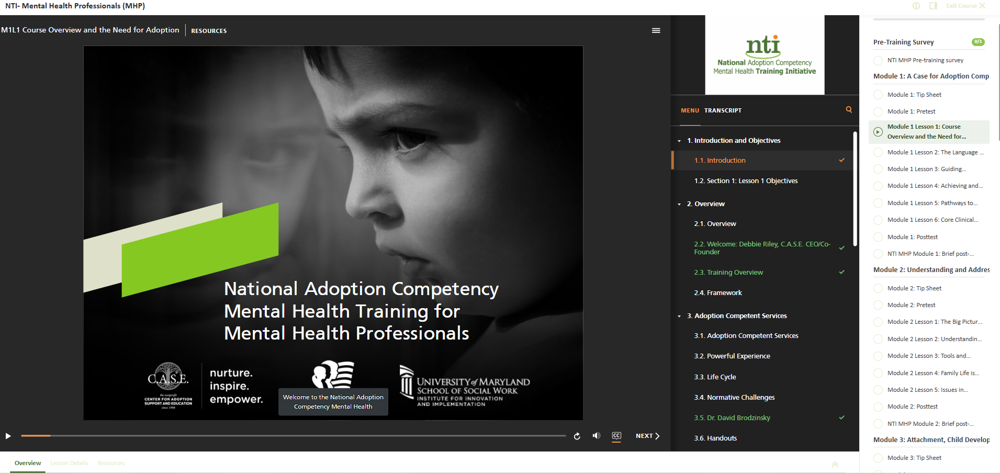 NTI- Mental Health Professionals (MHP)
Exit Course
M1L1 Course Overview and the Need for Adoption
RESOURCES
National Adoption Competency
Mental Health Training for
Mental Health Professionals
C.A.S.E.
the nonprofit
CENTER FOR ADOPTION
SUPPORT AND EDUCATION
since 1998
nurture.
inspire.
empower.
Welcome to the National Adoption
Competency Mental Health
UNIVERSITY of MARYLAND
SCHOOL OF SOCIAL WORK
INSTITUTE FOR INNOVATION
AND IMPLEMENTATION
CC
NEXT
Overview
Lesson Details
Resources
nti
National Adoption Competency
Mental Health Training Initiative
MENU
TRANSCRIPT
1. Introduction and Objectives
1.1. Introduction
1.2. Section 1: Lesson 1 Objectives
2. Overview
2.1. Overview
2.2. Welcome: Debbie Riley, C.A.S.E. CEO/Co-
Founder
2.3. Training Overview
2.4. Framework
3. Adoption Competent Services
3.1. Adoption Competent Services
3.2. Powerful Experience
3.3. Life Cycle
3.4. Normative Challenges
3.5. Dr. David Brodzinsky
3.6. Handouts
Pre-Training Survey
0/1
NTI MHP Pre-training survey
Module 1: A Case for Adoption Comp
Module 1: Tip Sheet
Module 1: Pretest
Module 1 Lesson 1: Course
Overview and the Need for...
Module 1 Lesson 2: The Language ...
Module 1 Lesson 3: Guiding...
Module 1 Lesson 4: Achieving and...
Module 1 Lesson 5: Pathways to...
Module 1 Lesson 6: Core Clinical...
Module 1: Posttest
NTI MHP Module 1: Brief post-...
Module 2: Understanding and Addres
Module 2: Tip Sheet
Module 2: Pretest
Module 2 Lesson 1: The Big Pictur...
Module 2 Lesson 2: Understandin...
Module 2 Lesson 3: Tools and...
Module 2 Lesson 4: Family Life is...
Module 2 Lesson 5: Issues in...
Module 2: Posttest
NTI MHP Module 2: Brief post-...
Module 3: Attachment, Child Develop
Module 3: Tip Sheet